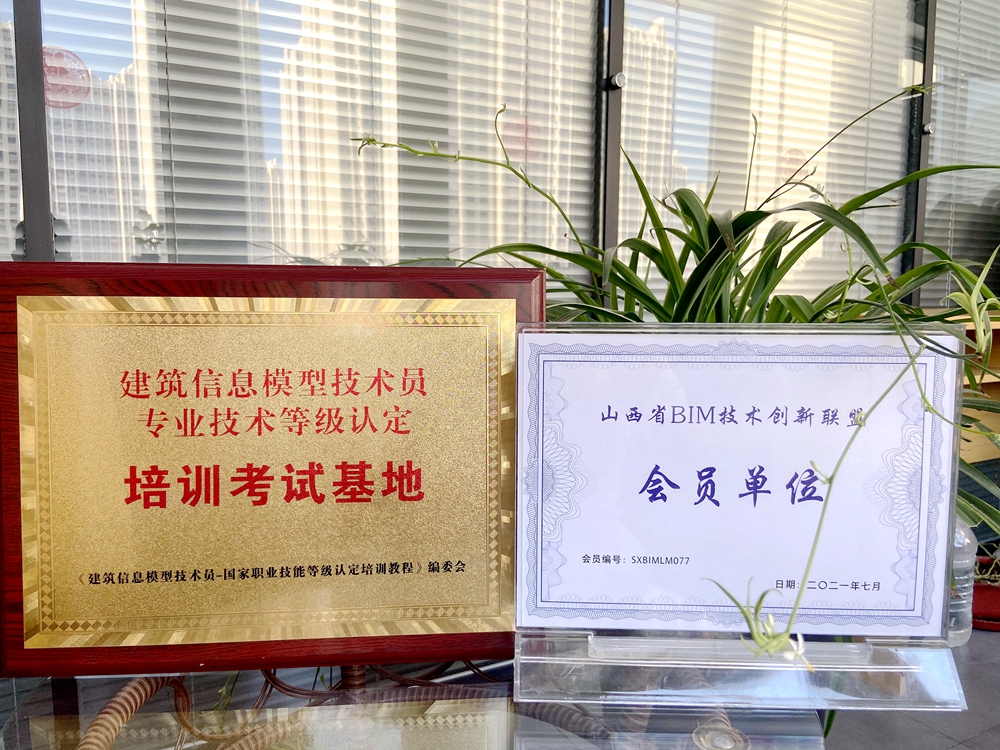 建筑信息模型技术员
专业技术等级认定
培训考试基地
《建筑信息模型技术员-国家职业技能等级认定培训教程》编委会
山西省BIM技术创新联盟
会员单位
会员编号：SXBIMLM077
日期：二〇二一年七月